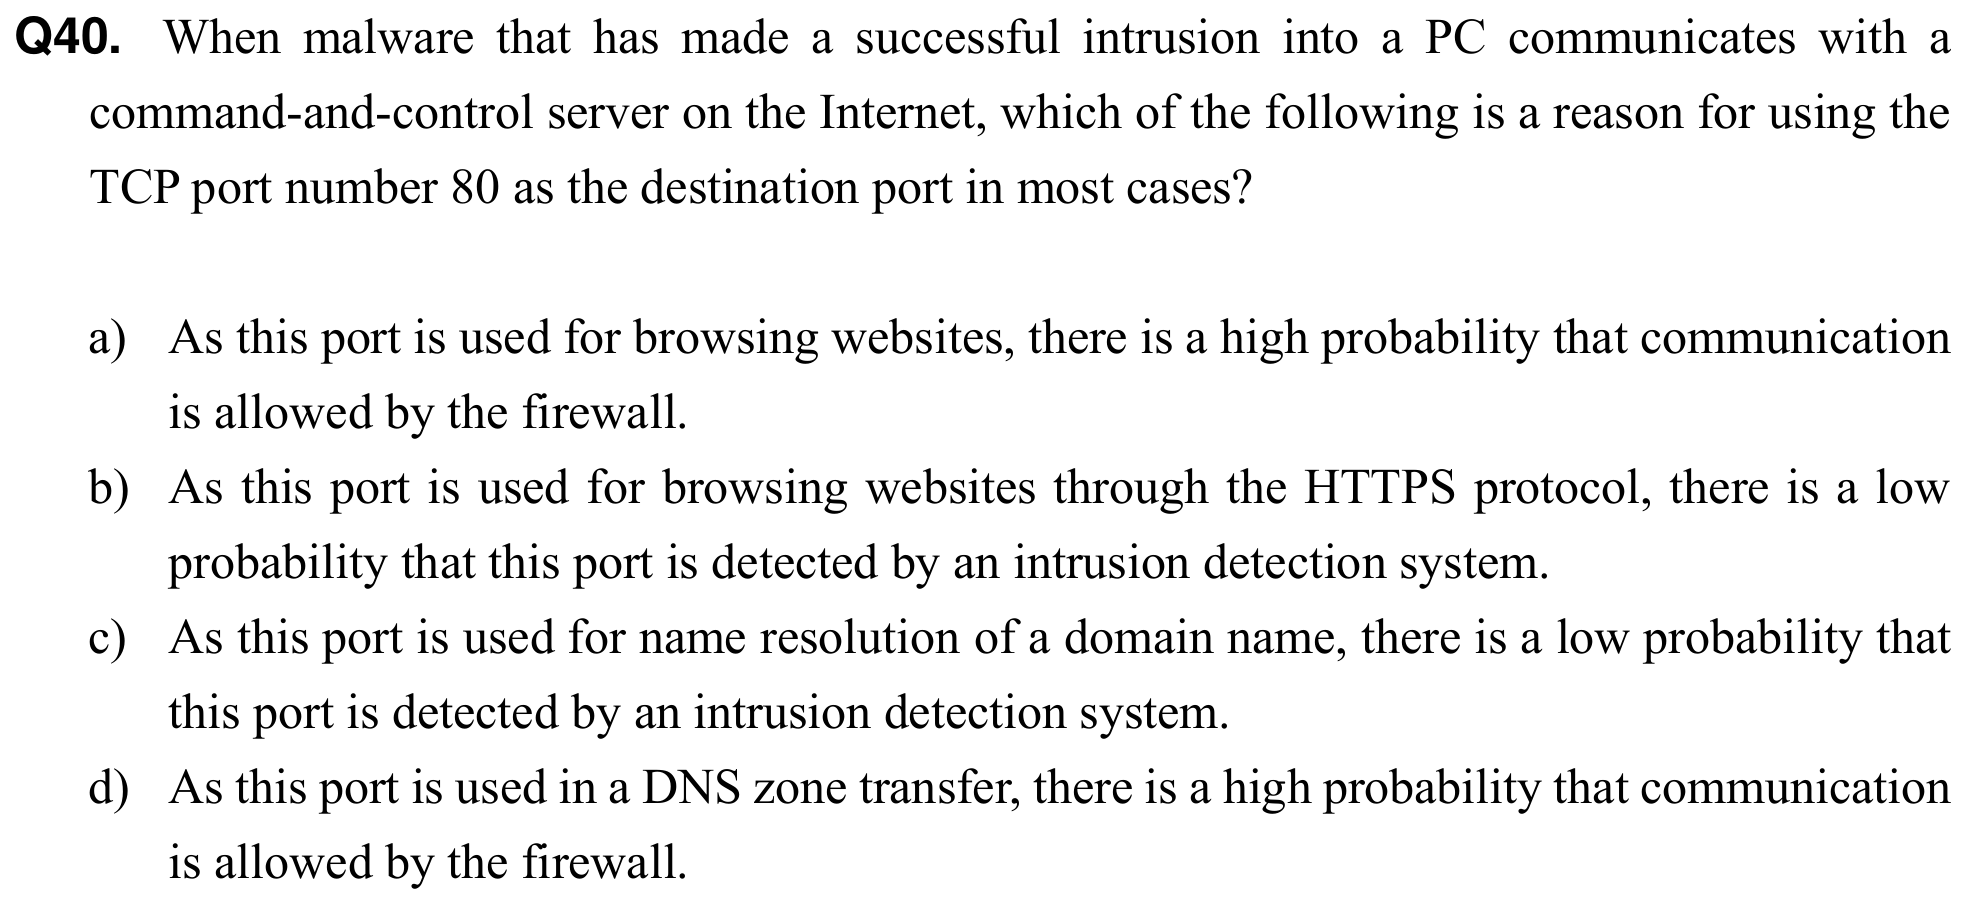 Q40. When malware that has made a successful intrusion into a PC communicates with a
command-and-control server on the Internet, which of the following is a reason for using the
TCP port number 80 as the destination port in most cases?
a) As this port is used for browsing websites, there is a high probability that communication
is allowed by the firewall.
b) As this port is used for browsing websites through the HTTPS protocol, there is a low
probability that this port is detected by an intrusion detection system.
c) As this port is used for name resolution of a domain name, there is a low probability that
this port is detected by an intrusion detection system.
d) As this port is used in a DNS zone transfer, there is a high probability that communication
is allowed by the firewall.